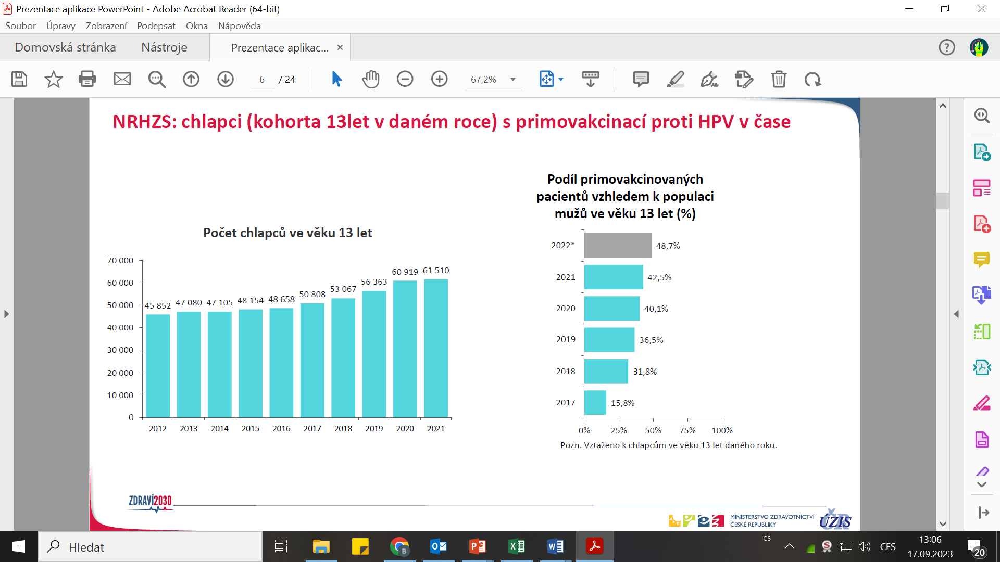 Prezentace aplikace PowerPoint - Adobe Acrobat Reader (64-bit)
Soubor Úpravy Zobrazení Podepsat Okna Nápověda
Domovská stránka Nástroje Prezentace aplikac...
6 / 24 67,2%
NRHZS: chlapci (kohorta 13let v daném roce) s primovakcinací proti HPV v čase
Počet chlapců ve věku 13 let
70 000
60 000
50 000
40 000
30 000
20 000
10 000
0
45 852 47 080 47 105 48 154 48 658 50 808 53 067 56 363 60 919 61 510
2012 2013 2014 2015 2016 2017 2018 2019 2020 2021
Podíl primovakcinovaných
pacientů vzhledem k populaci
mužů ve věku 13 let (%)
2022* 48,7%
2021 42,5%
2020 40,1%
2019 36,5%
2018 31,8%
2017 15,8%
0% 25% 50% 75% 100%
Pozn. Vztaženo k chlapcům ve věku 13 let daného roku.
ZDRAVÍ2030
MINISTERSTVO ZDRAVOTNICTVÍ
ČESKÉ REPUBLIKY
ÚZIS ČR
Hledat
CS
CES
13:06
17.09.2023
20